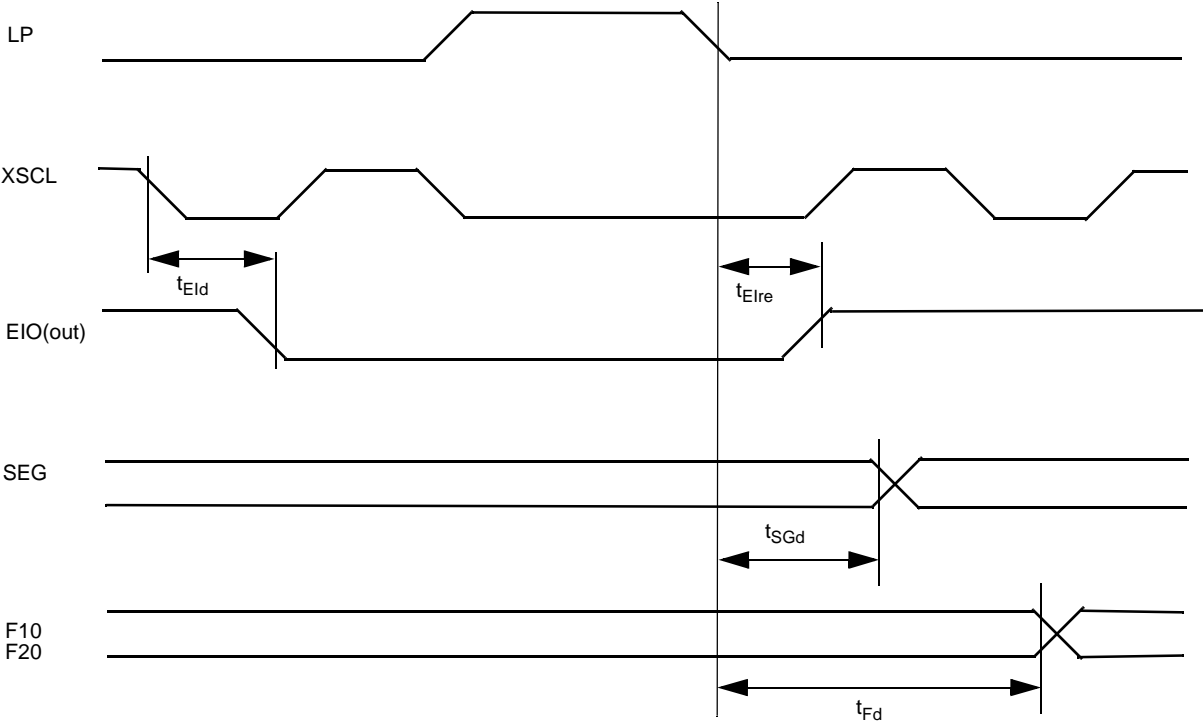 LP
XSCL
tEId
tEIre
EIO(out)
SEG
tSGd
F10
F20
tFd